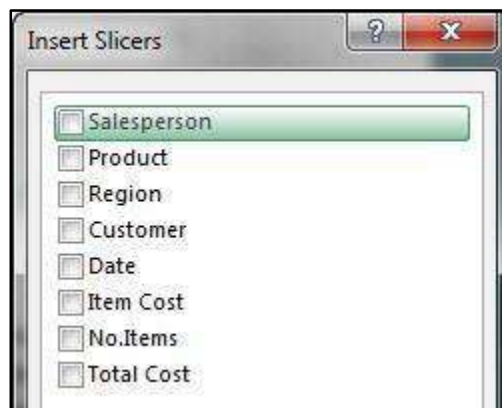 Insert Slicers
?
Salesperson
Product
Region
Customer
Date
Item Cost
No.Items
Total Cost